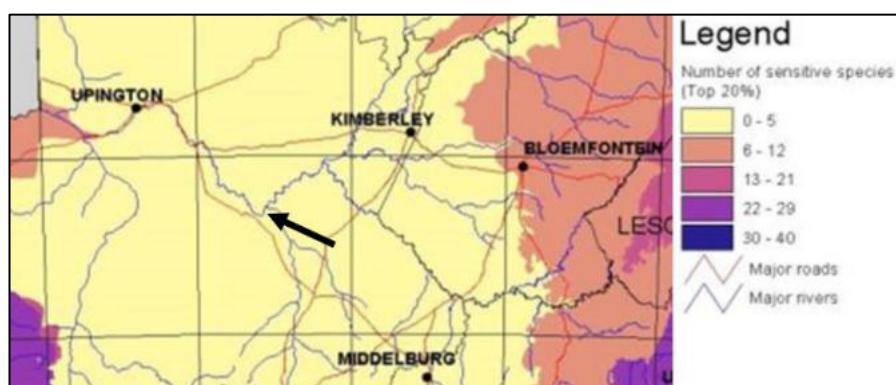 UPINGTON
KIMBERLEY
BLOEMFONTEIN
LESO
MIDDELBURG
Legend
Number of sensitive species
(Top 20%)
0 - 5
6 - 12
13 - 21
22 - 29
30 - 40
Major roads
Major rivers